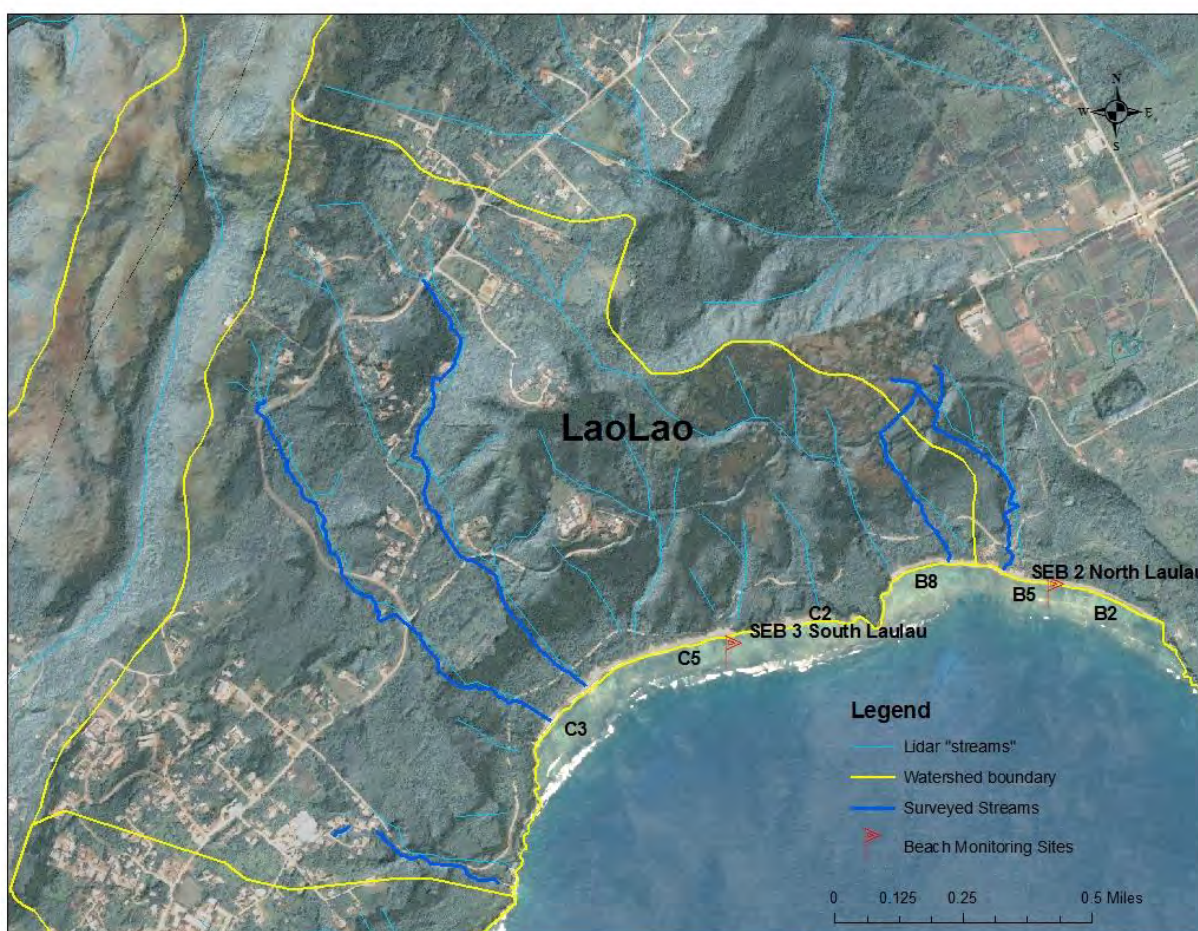 N
W E
S
LaoLao
B8
SEB 2 North Laulau
B5
B2
C2
SEB 3 South Laulau
C5
C3
Legend
Lidar "streams"
Watershed boundary
Surveyed Streams
Beach Monitoring Sites
0 0.125 0.25 0.5 Miles